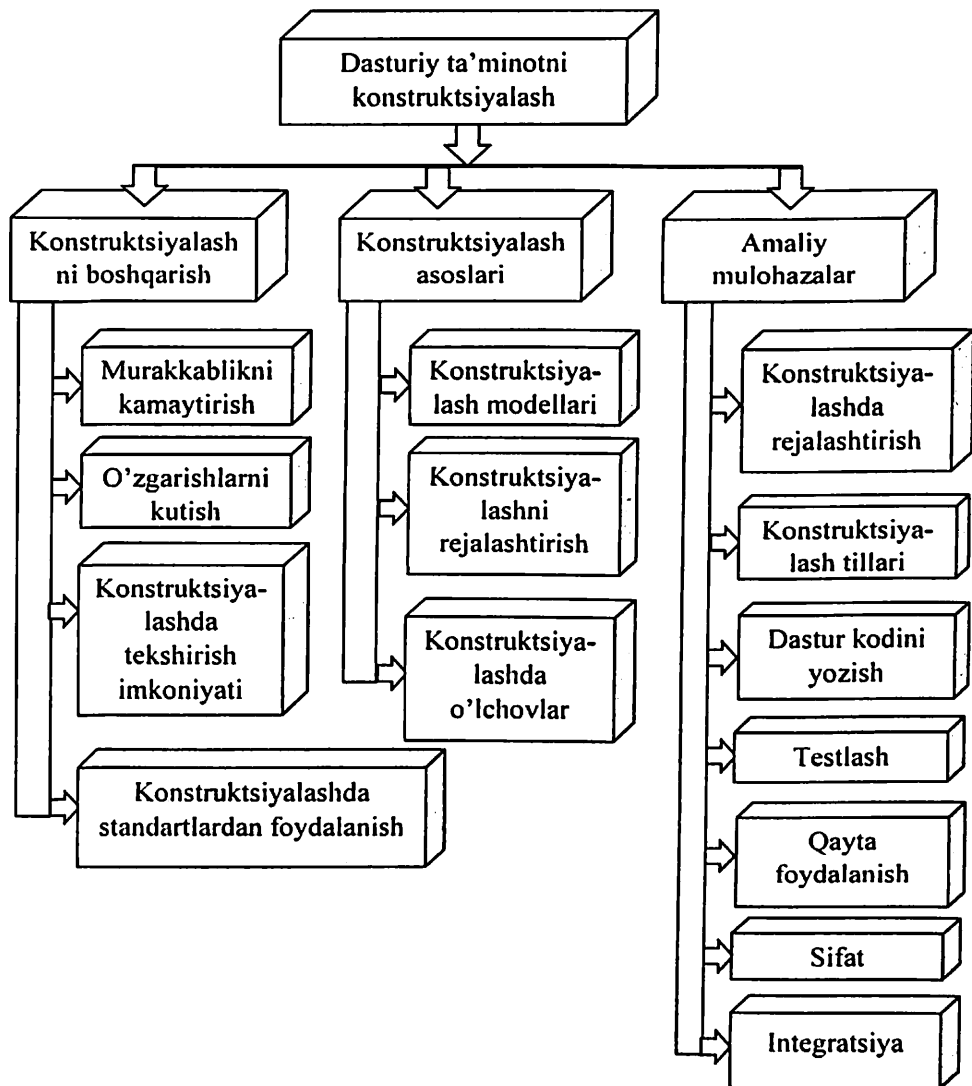 Dasturiy ta’minotni
konstruktsiyalash
Konstruktsiyalash
ni boshqarish
Murakkablikni
kamaytirish
O’zgarishlarni
kutish
Konstruktsiya-
lashda
tekshirish
imkoniyati
Konstruktsiyalashda
standartlardan foydalanish
Konstruktsiyalash
asoslari
Konstruktsiya-
lash modellari
Konstruktsiya-
lashni
rejalashtirish
Konstruktsiya-
lashda
o’lchovlar
Amaliy
mulohazalar
Konstruktsiya-
lashda
rejalashtirish
Konstruktsiya-
lash tillari
Dastur kodini
yozish
Testlash
Qayta
foydalanish
Sifat
Integratsiya